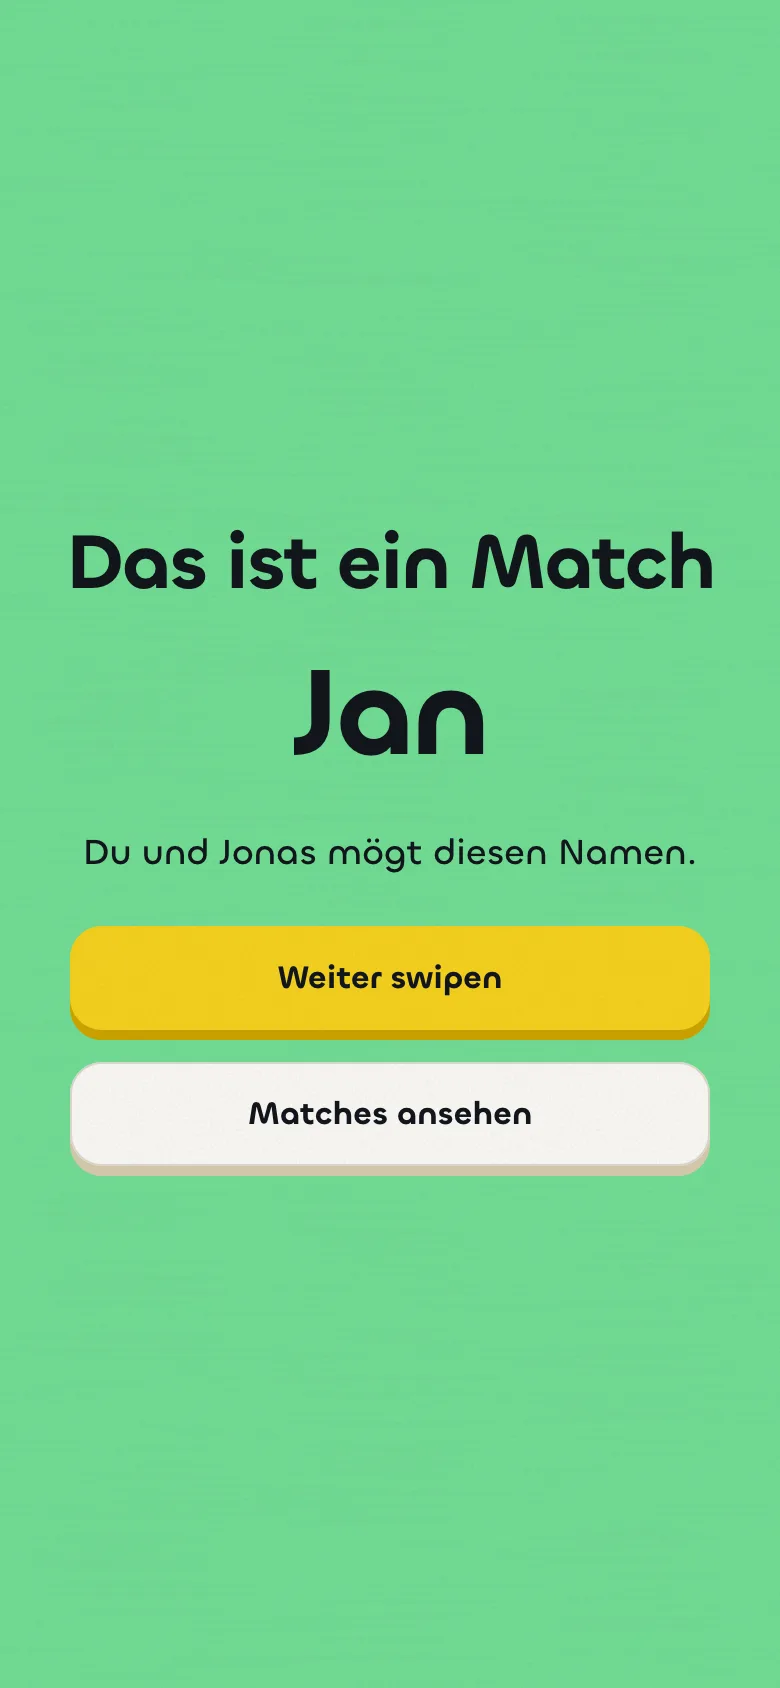 Das ist ein Match
Jan
Du und Jonas mögt diesen Namen.
Weiter swipen
Matches ansehen